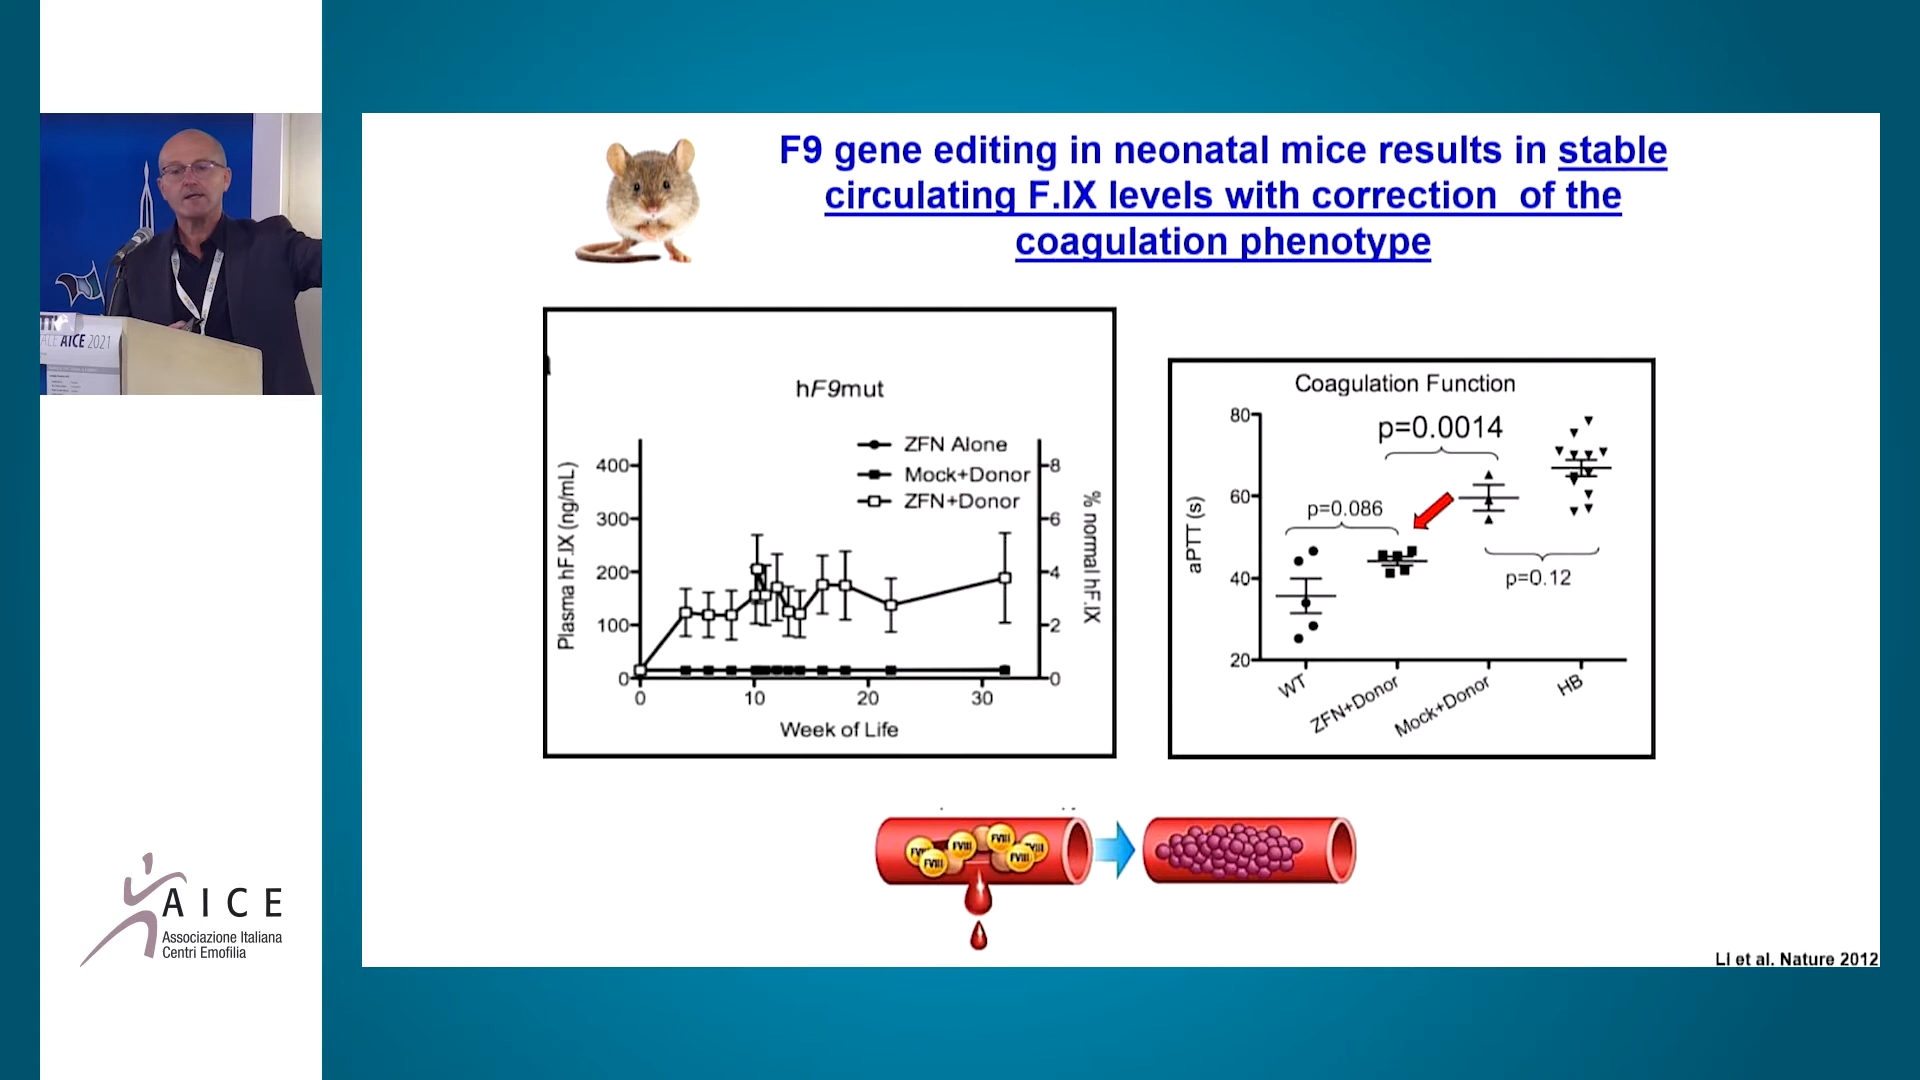 F9 gene editing in neonatal mice results in stable
circulating F.IX levels with correction of the
coagulation phenotype
hF9mut
ZFN Alone
Mock+Donor
ZFN+Donor
Plasma hF.IX (ng/mL)
400
300
200
100
0
8
6
4
2
0
% normal hF.IX
0 10 20 30
Week of Life
Coagulation Function
p=0.0014
p=0.086
p=0.12
aPTT (s)
80
60
40
20
WT
ZFN+Donor
Mock+Donor
HB
FVIII
FVIII
FVIII
FVIII
Li et al. Nature 2012
AICE 2021
AICE
Associazione Italiana
Centri Emofilia